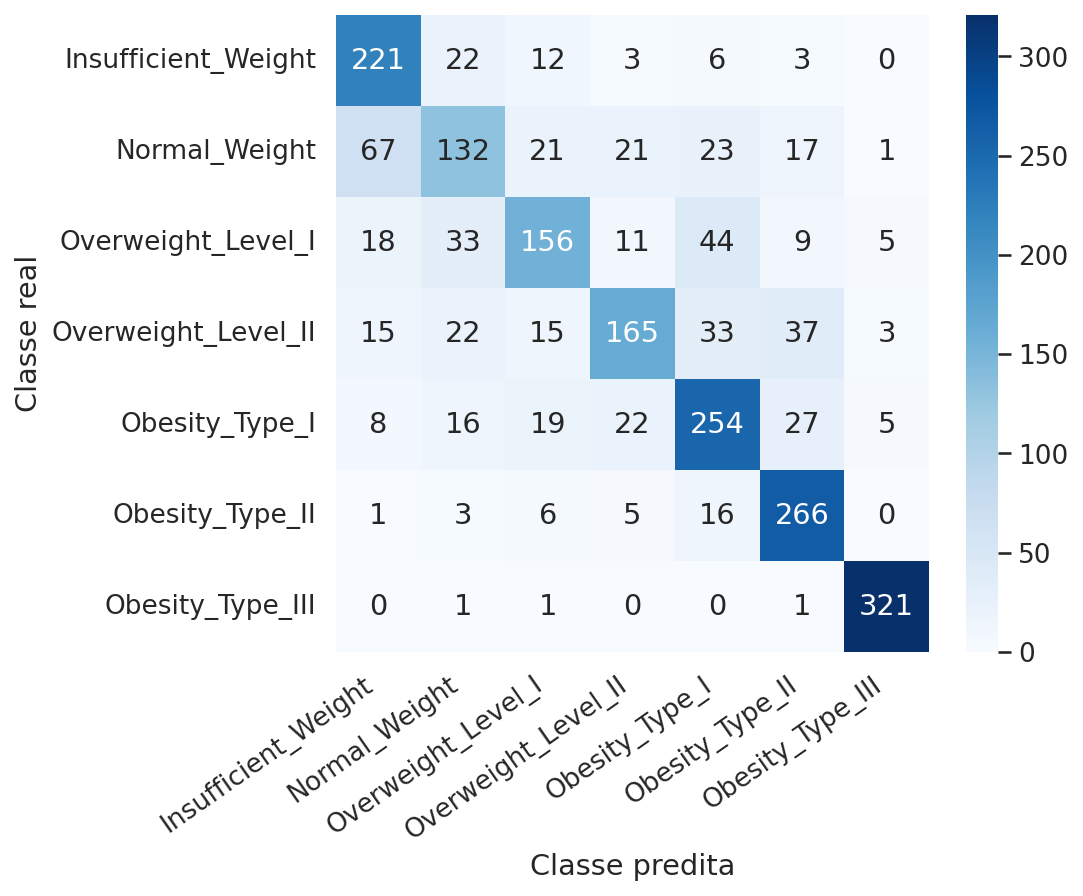 Insufficient_Weight 221 22 12 3 6 3 0
Normal_Weight 67 132 21 21 23 17 1
Overweight_Level_I 18 33 156 11 44 9 5
Overweight_Level_II 15 22 15 165 33 37 3
Obesity_Type_I 8 16 19 22 254 27 5
Obesity_Type_II 1 3 6 5 16 266 0
Obesity_Type_III 0 1 1 0 0 1 321
Classe real
Insufficient_Weight
Normal_Weight
Overweight_Level_I
Overweight_Level_II
Obesity_Type_I
Obesity_Type_II
Obesity_Type_III
Classe predita
300
250
200
150
100
50
0